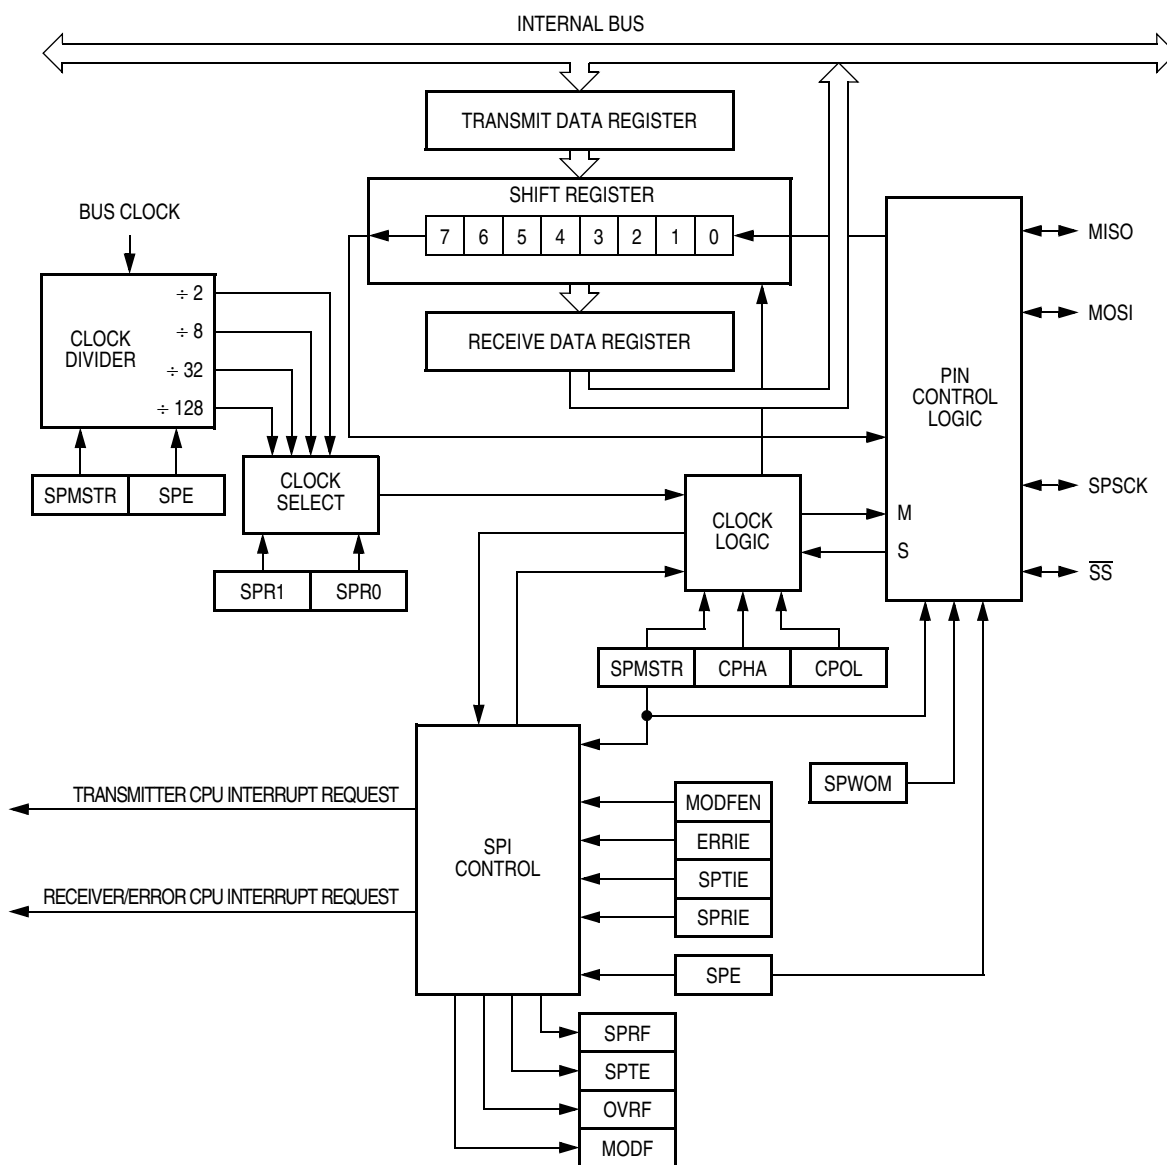 INTERNAL BUS
TRANSMIT DATA REGISTER
SHIFT REGISTER
7 6 5 4 3 2 1 0
BUS CLOCK
CLOCK
DIVIDER
÷ 2
÷ 8
÷ 32
÷ 128
RECEIVE DATA REGISTER
PIN
CONTROL
LOGIC
M
S
MISO
MOSI
SPSCK
SS
SPMSTR SPE
CLOCK
SELECT
SPR1 SPR0
CLOCK
LOGIC
SPMSTR CPHA CPOL
SPWOM
TRANSMITTER CPU INTERRUPT REQUEST
RECEIVER/ERROR CPU INTERRUPT REQUEST
SPI
CONTROL
MODFEN
ERRIE
SPTIE
SPRIE
SPE
SPRF
SPTE
OVRF
MODF